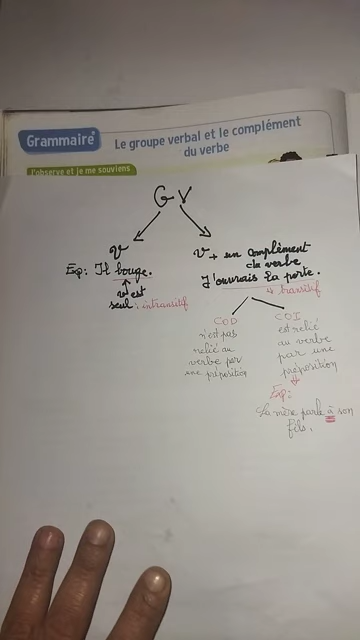 Grammaire
Le groupe verbal et le complément
du verbe
J'observe et je me souviens
GV
V
Ep: Il bouge.
V est
seul: intransitif
V + un complément
du verbe
J'ouvrais la porte.
↳ transitif
COD
n'est pas
relié au
verbe par
une préposition
COI
est relié
au verbe
par une
préposition
Ep:
La mère parle à son
fils.